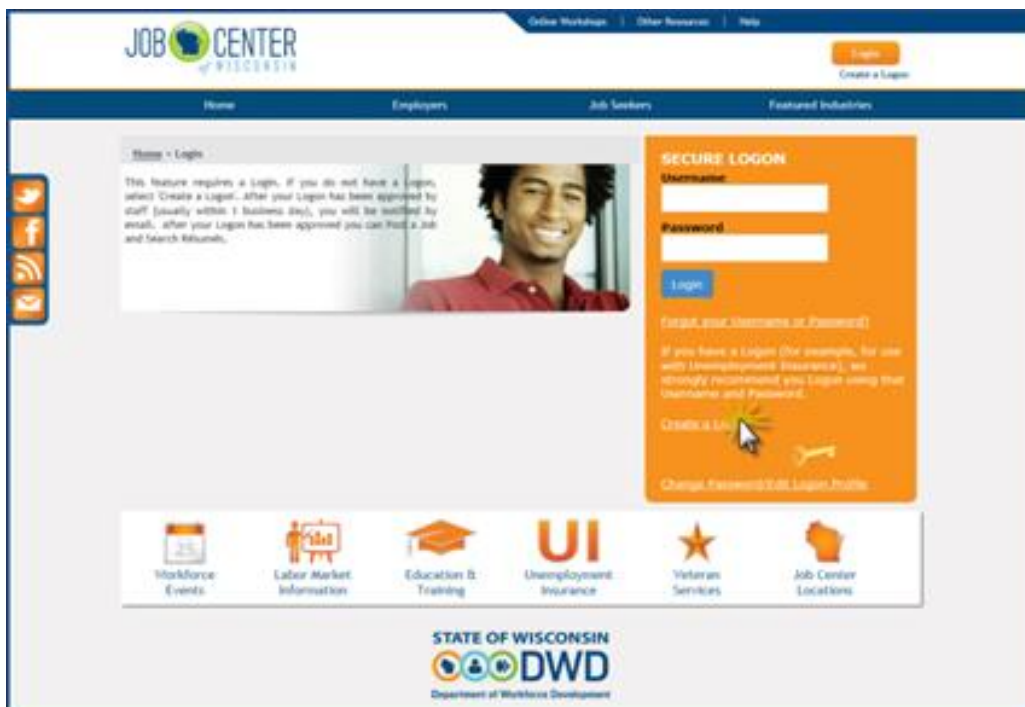 Online Workshops | Other Resources | Help
JOB CENTER
of WISCONSIN
Login
Create a Logon
Home Employers Job Seekers Featured Industries
Home > Login
This feature requires a Login. If you do not have a Logon,
select 'Create a Logon'. After your Logon has been approved by
staff (usually within 1 business day), you will be notified by
email. After your Logon has been approved you can Post a Job
and Search Résumés.
SECURE LOGON
Username
Password
Login
Forgot your Username or Password?
If you have a Logon (for example, for use
with Unemployment Insurance), we
strongly recommend you Logon using that
Username and Password.
Create a Lo
Change Password/Edit Logon Profile
25
Workforce
Events
Labor Market
Information
Education &
Training
UI
Unemployment
Insurance
Veteran
Services
Job Center
Locations
STATE OF WISCONSIN
DWD
Department of Workforce Development